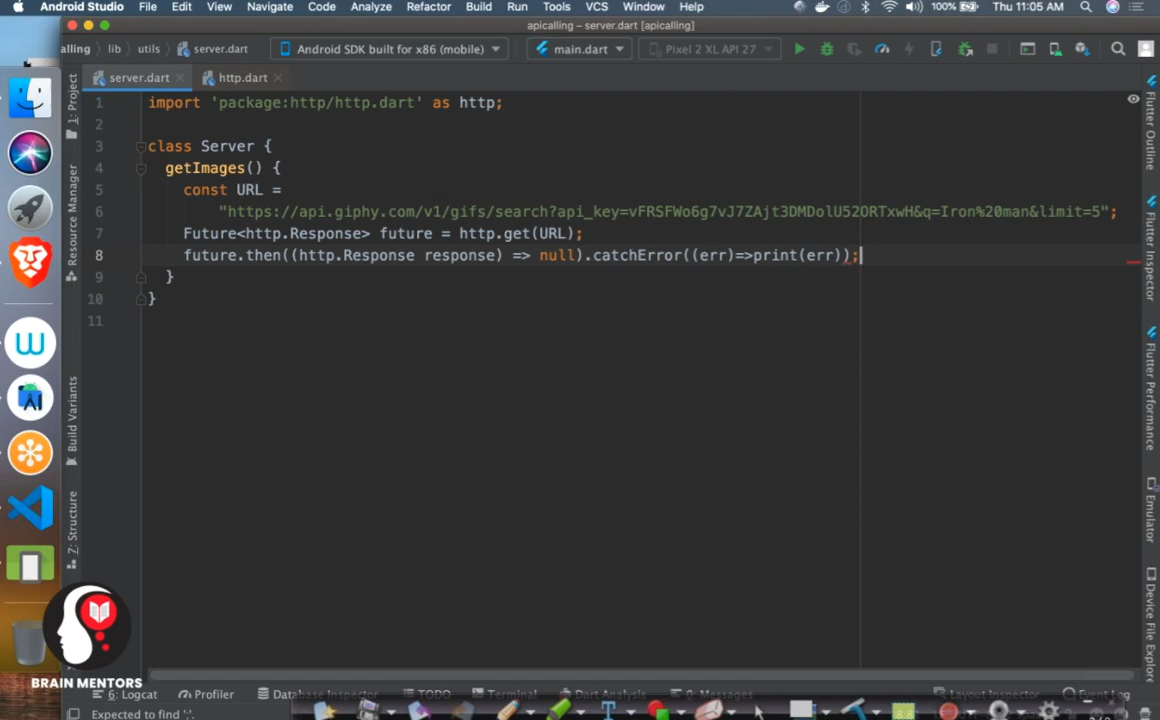 Android Studio File Edit View Navigate Code Analyze Refactor Build Run Tools VCS Window Help 100% Thu 11:05 AM
apicalling – server.dart [apicalling]
alling lib utils server.dart Android SDK built for x86 (mobile) main.dart Pixel 2 XL API 27
server.dart http.dart
1 import 'package:http/http.dart' as http;
2
3 class Server {
4 getImages() {
5 const URL =
6 "https://api.giphy.com/v1/gifs/search?api_key=vFRSFWo6g7vJ7ZAjt3DMDolU52ORTxwH&q=Iron%20man&limit=5";
7 Future<http.Response> future = http.get(URL);
8 future.then((http.Response response) => null).catchError((err)=>print(err));
9 }
10 }
11
1: Project
Resource Manager
Build Variants
7: Structure
Flutter Outline
Flutter Inspector
Flutter Performance
Emulator
Device File Explore
BRAIN MENTORS
6: Logcat Profiler Database Inspector TODO Terminal Dart Analysis 0: Messages Layout Inspector Event Log
Expected to find ';'.